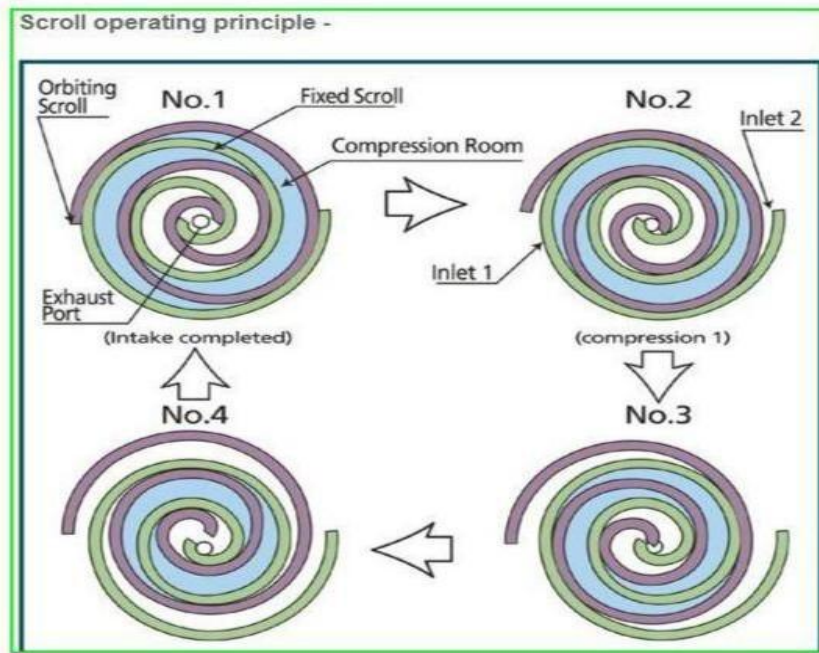 Scroll operating principle -
No.1
Orbiting
Scroll
Fixed Scroll
Compression Room
Exhaust
Port
(Intake completed)
No.2
Inlet 2
Inlet 1
(compression 1)
No.4
No.3